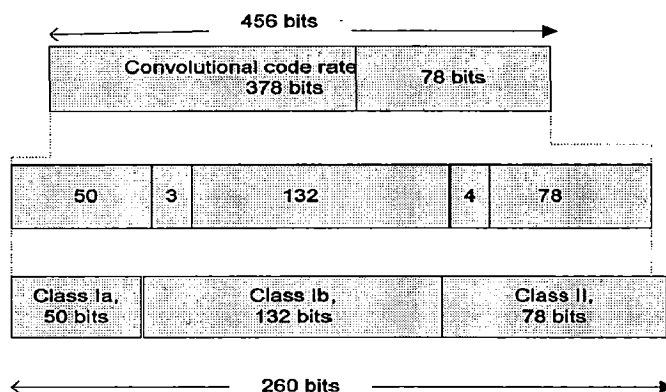 456 bits
Convolutional code rate
378 bits
78 bits
50
3
132
4
78
Class Ia,
50 bits
Class Ib,
132 bits
Class II,
78 bits
260 bits